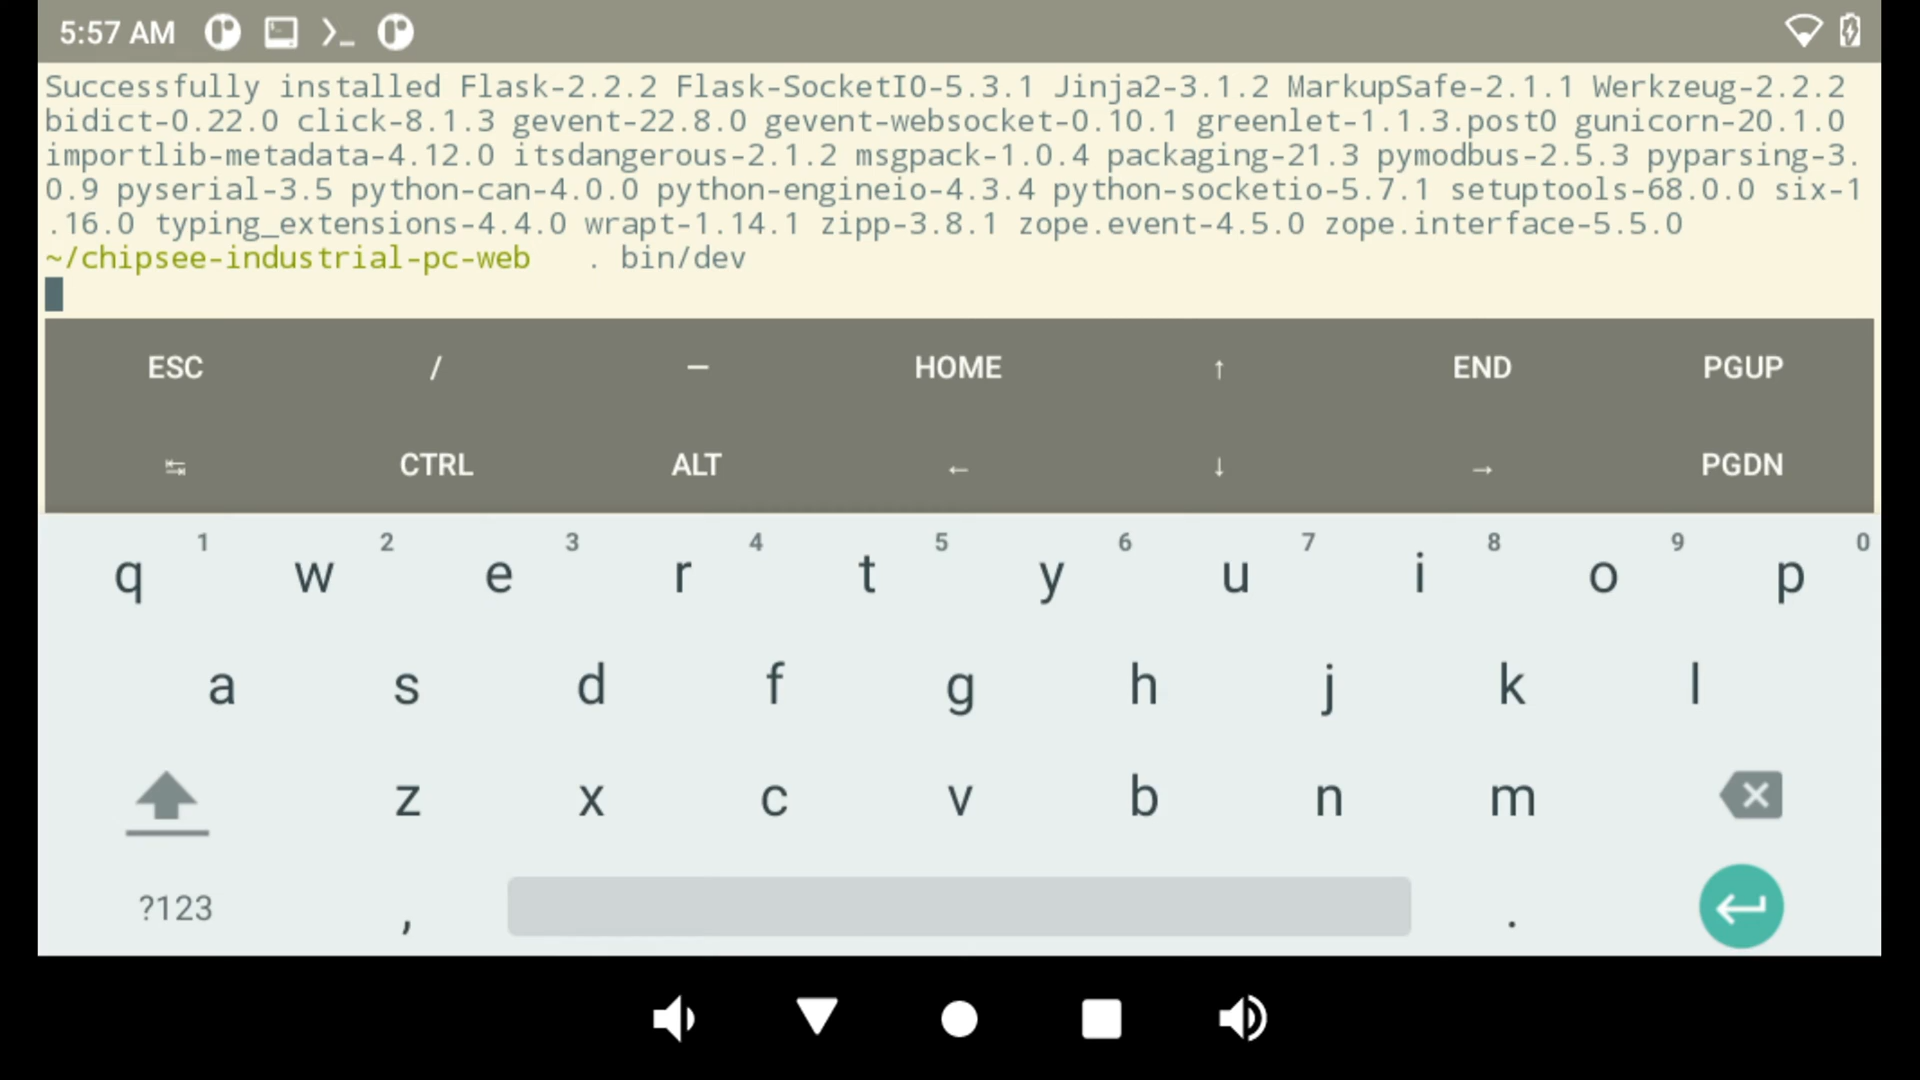 5:57 AM
Successfully installed Flask-2.2.2 Flask-SocketIO-5.3.1 Jinja2-3.1.2 MarkupSafe-2.1.1 Werkzeug-2.2.2
bidict-0.22.0 click-8.1.3 gevent-22.8.0 gevent-websocket-0.10.1 greenlet-1.1.3.post0 gunicorn-20.1.0
importlib-metadata-4.12.0 itsdangerous-2.1.2 msgpack-1.0.4 packaging-21.3 pymodbus-2.5.3 pyparsing-3.
0.9 pyserial-3.5 python-can-4.0.0 python-engineio-4.3.4 python-socketio-5.7.1 setuptools-68.0.0 six-1
.16.0 typing_extensions-4.4.0 wrapt-1.14.1 zipp-3.8.1 zope.event-4.5.0 zope.interface-5.5.0
~/chipsee-industrial-pc-web . bin/dev
ESC / — HOME ↑ END PGUP
↹ CTRL ALT ← ↓ → PGDN
1 2 3 4 5 6 7 8 9 0
q w e r t y u i o p
a s d f g h j k l
z x c v b n m
?123 , .